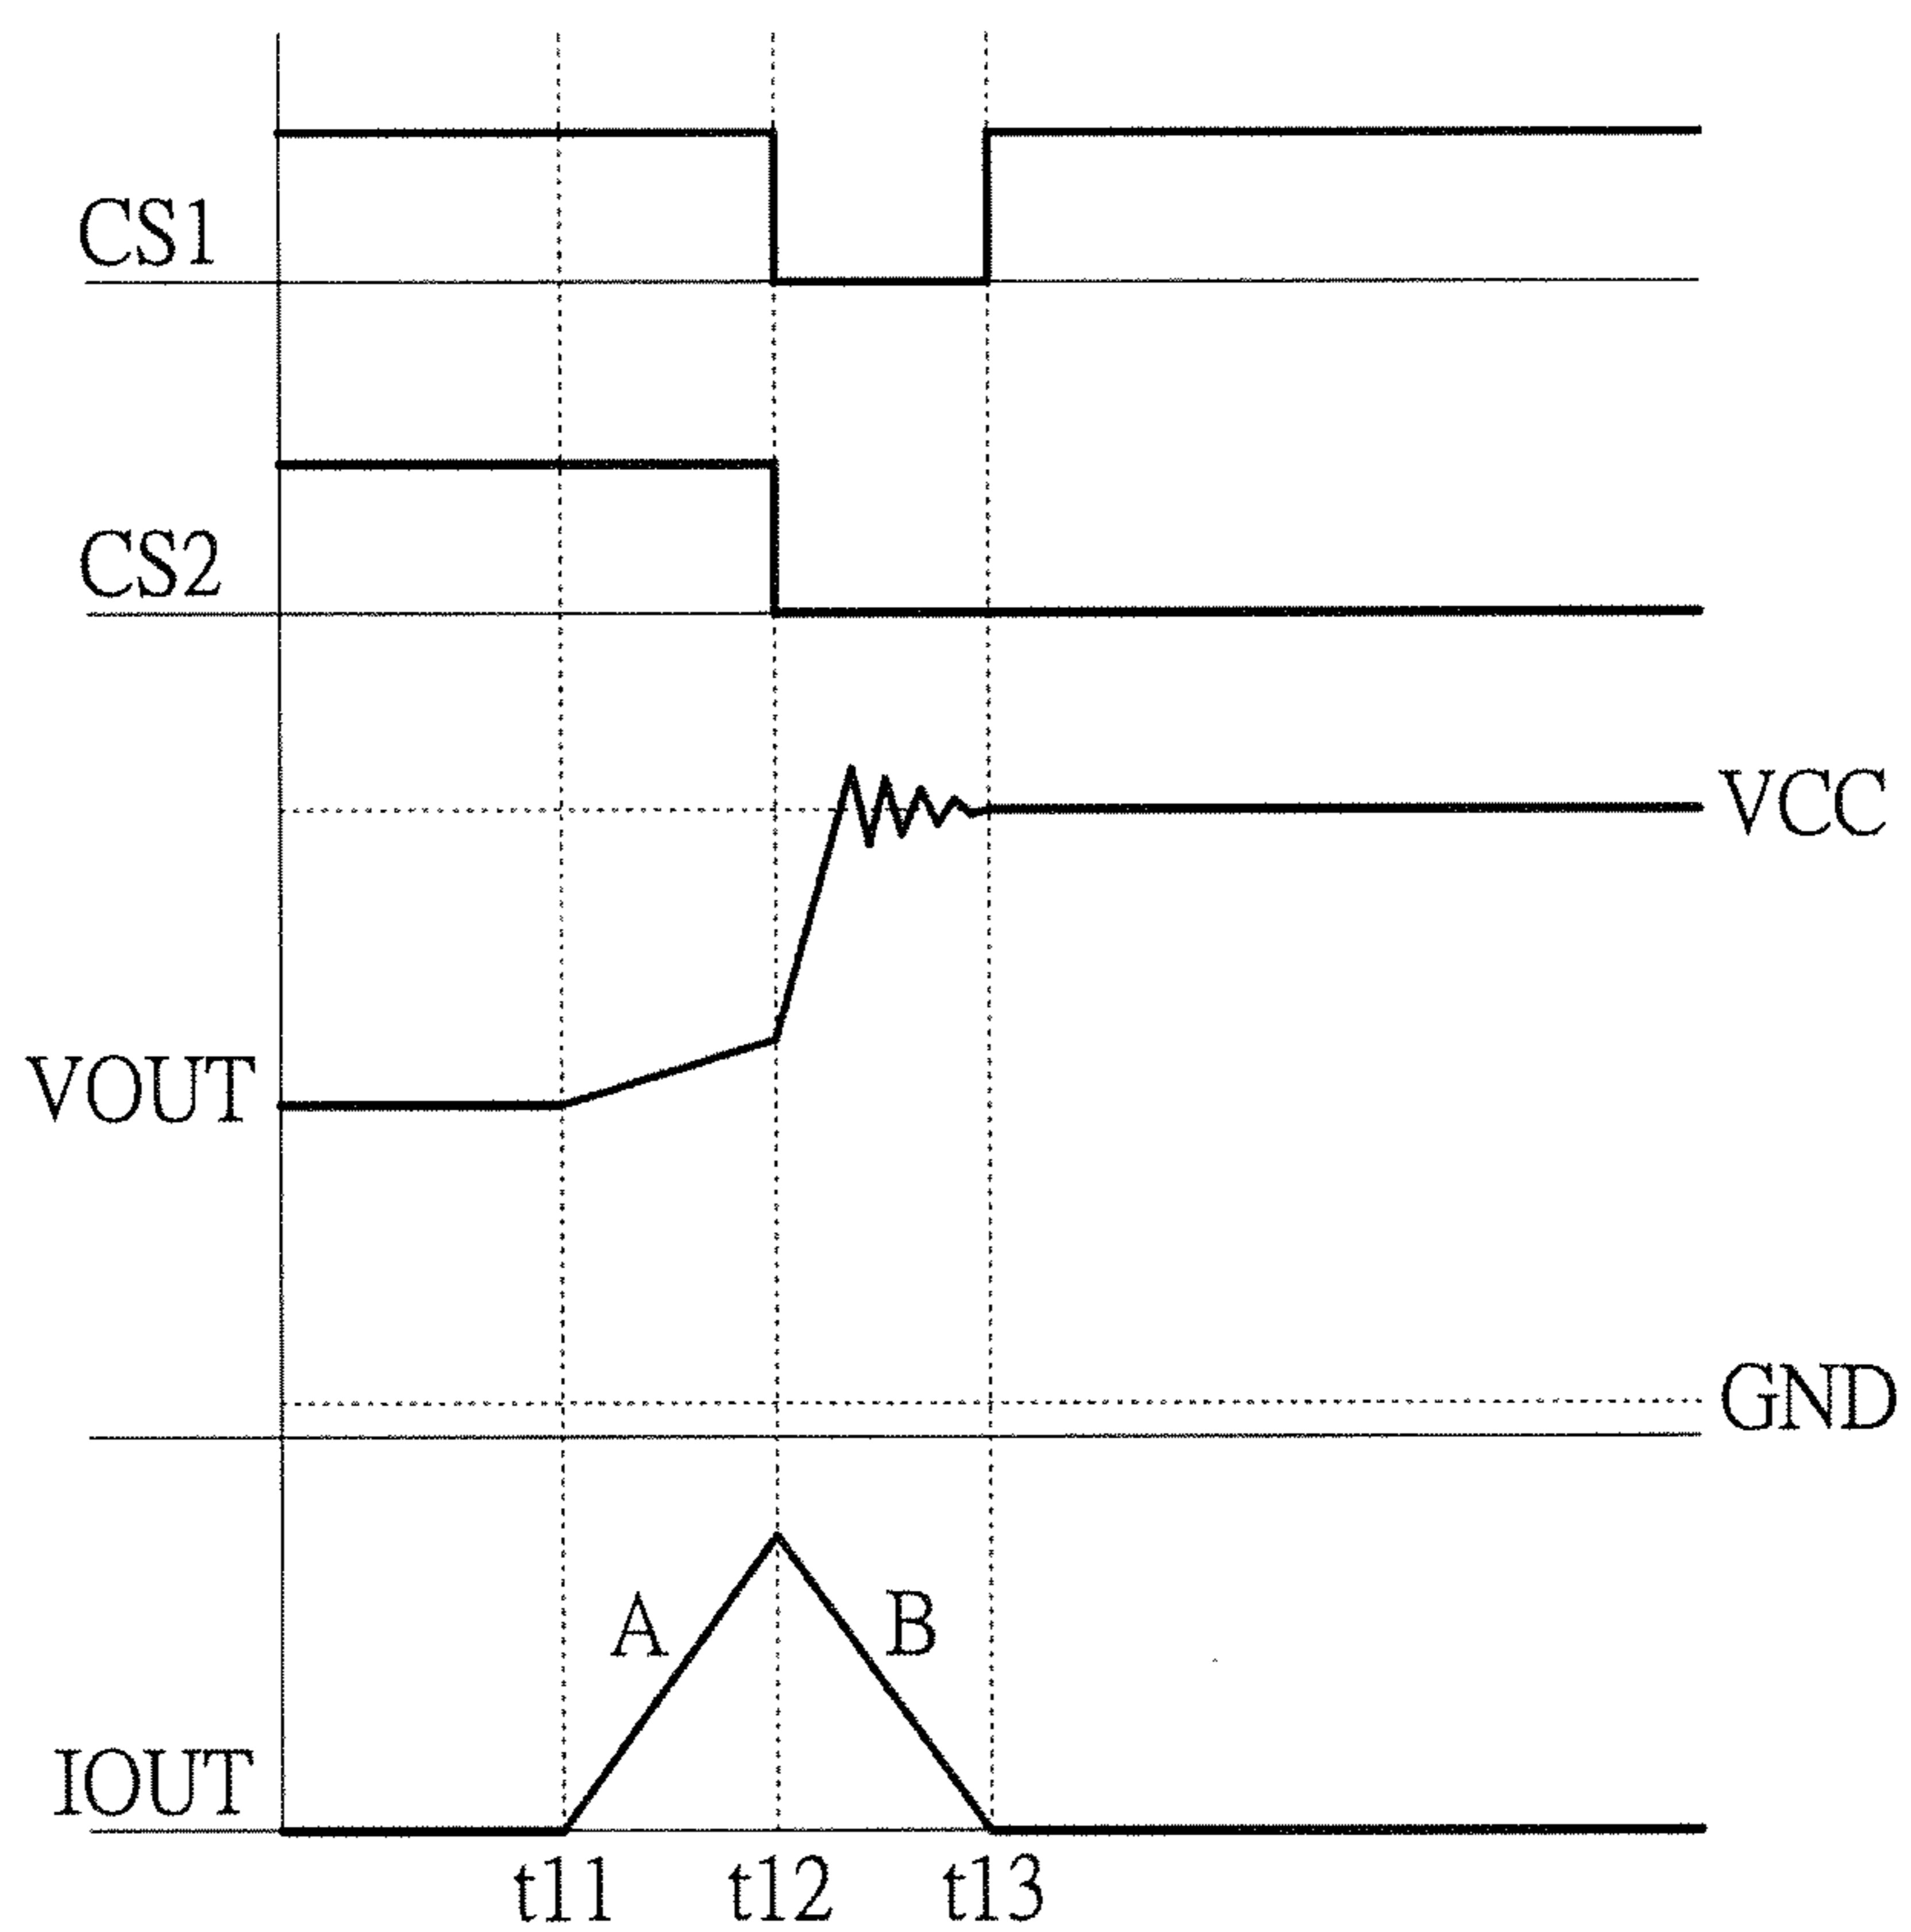 CS1
CS2
VCC
VOUT
GND
A
B
IOUT
t11 t12 t13